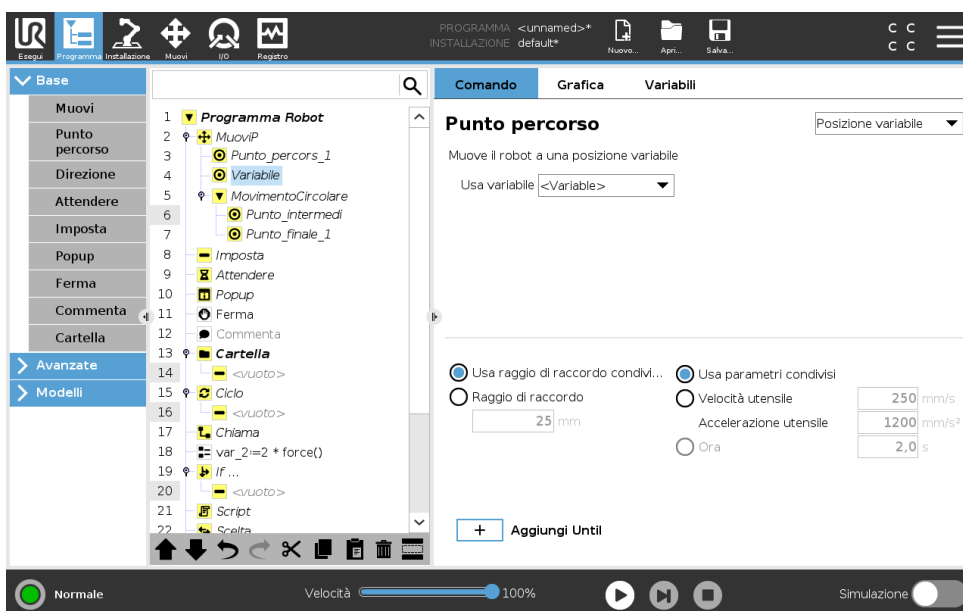 UR
Esegui
Programma
Installazione
Muovi
I/O
Registro
PROGRAMMA <unnamed>*
INSTALLAZIONE default*
Nuovo...
Apri...
Salva...
C C
C C
Base
Muovi
Punto percorso
Direzione
Attendere
Imposta
Popup
Ferma
Commenta
Cartella
Avanzate
Modelli
1 Programma Robot
2 MuoviP
3 Punto_percors_1
4 Variabile
5 MovimentoCircolare
6 Punto_intermedi
7 Punto_finale_1
8 Imposta
9 Attendere
10 Popup
11 Ferma
12 Commenta
13 Cartella
14 <vuoto>
15 Ciclo
16 <vuoto>
17 Chiama
18 var_2:=2 * force()
19 If ...
20 <vuoto>
21 Script
22 Scelta
Comando
Grafica
Variabili
Punto percorso
Posizione variabile
Muove il robot a una posizione variabile
Usa variabile <Variable>
Usa raggio di raccordo condivi...
Raggio di raccordo
25 mm
Usa parametri condivisi
Velocità utensile 250 mm/s
Accelerazione utensile 1200 mm/s²
Ora 2,0 s
+ Aggiungi Until
Normale
Velocità 100%
Simulazione